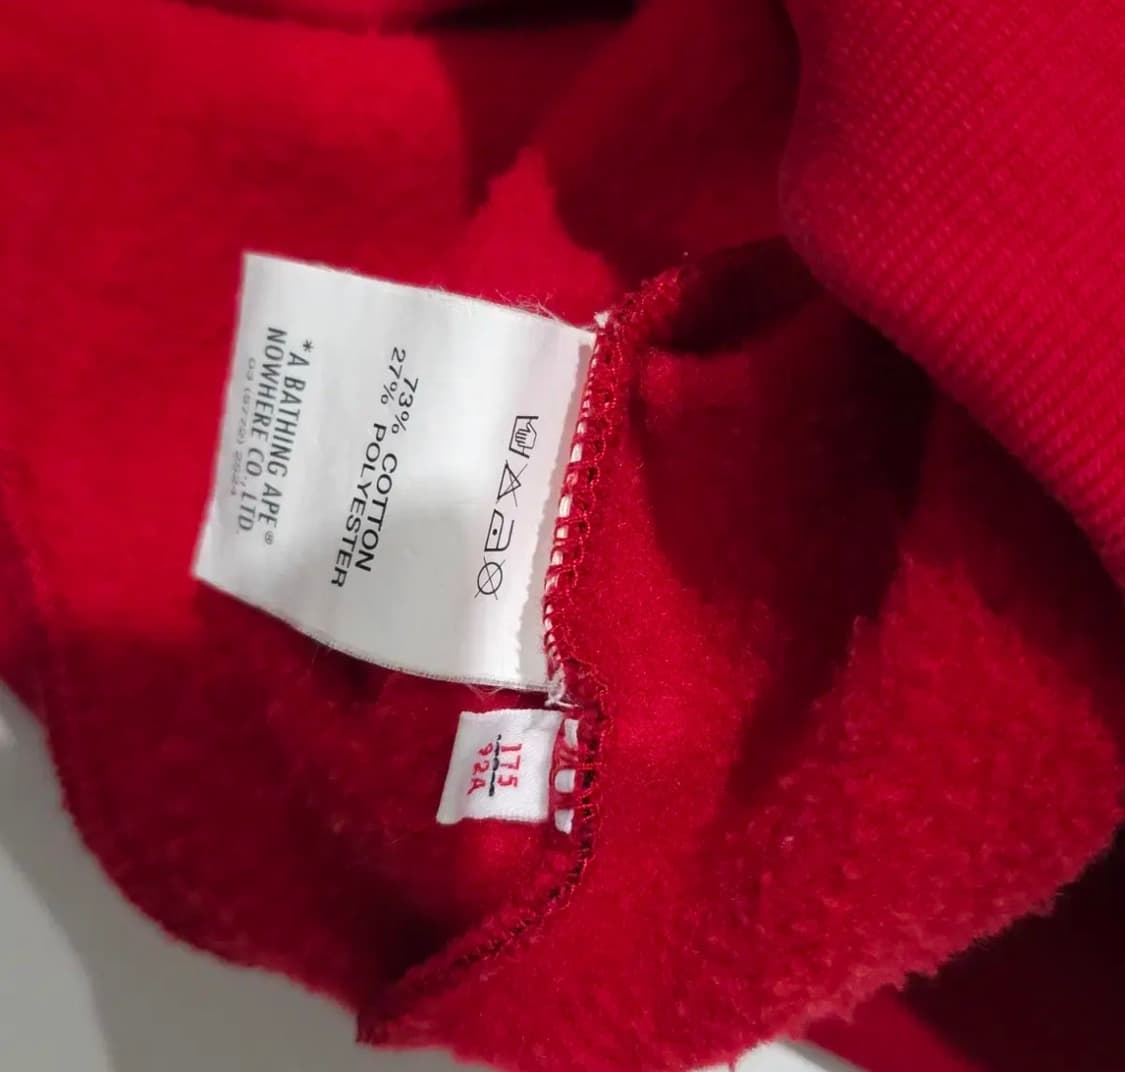 73% COTTON
27% POLYESTER
*A BATHING APE®
NOWHERE CO., LTD.
175
92A